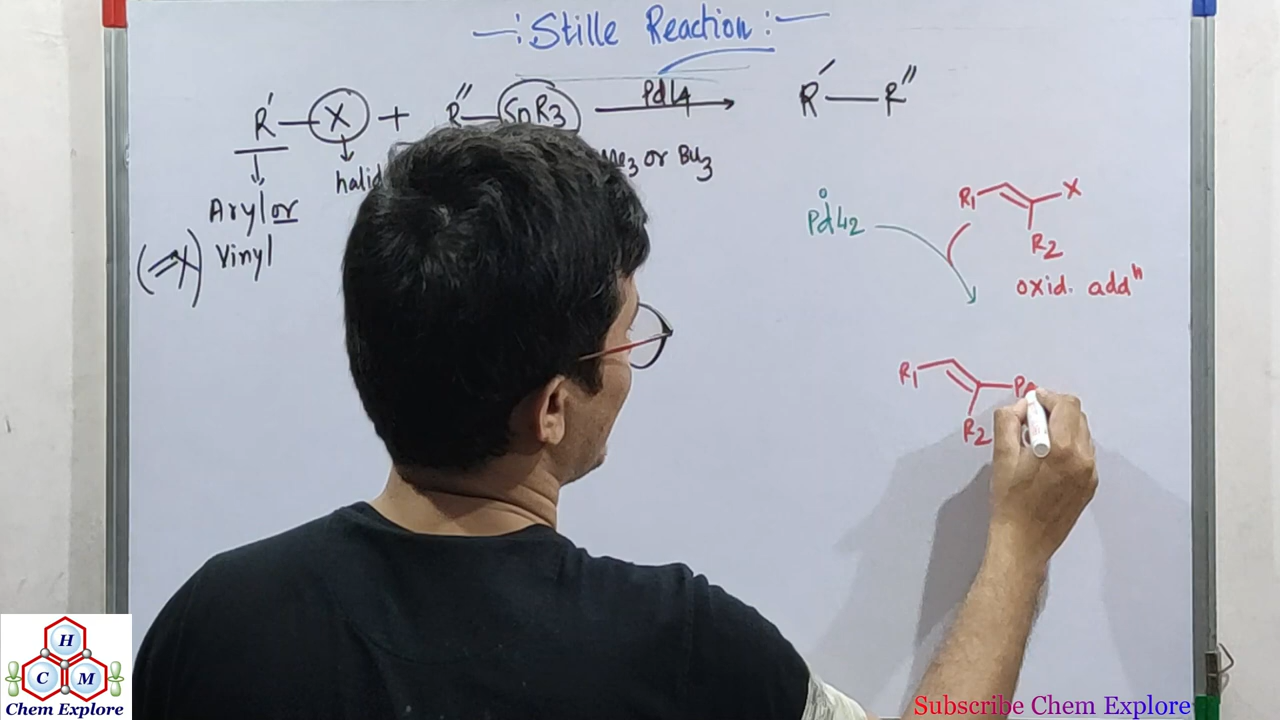 -: Stille Reaction :-
R' — X + R'' — SnR3 PdL4 R' — R''
halid
Me3 or Bu3
Aryl or
Vinyl
X
Pd°L2
R1 X
R2
oxid. addⁿ
R1
R2
H
C M
Chem Explore
Subscribe Chem Explore